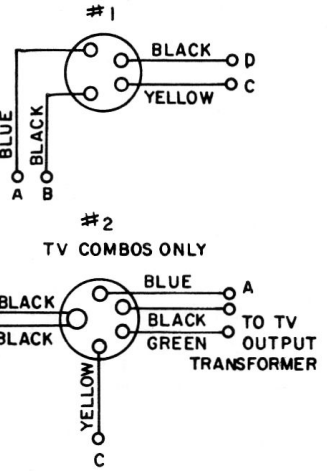 #1
BLACK D
YELLOW C
BLUE
BLACK
A B
#2
TV COMBOS ONLY
BLUE A
BLACK
BLACK TO TV
BLACK GREEN OUTPUT
TRANSFORMER
YELLOW
C